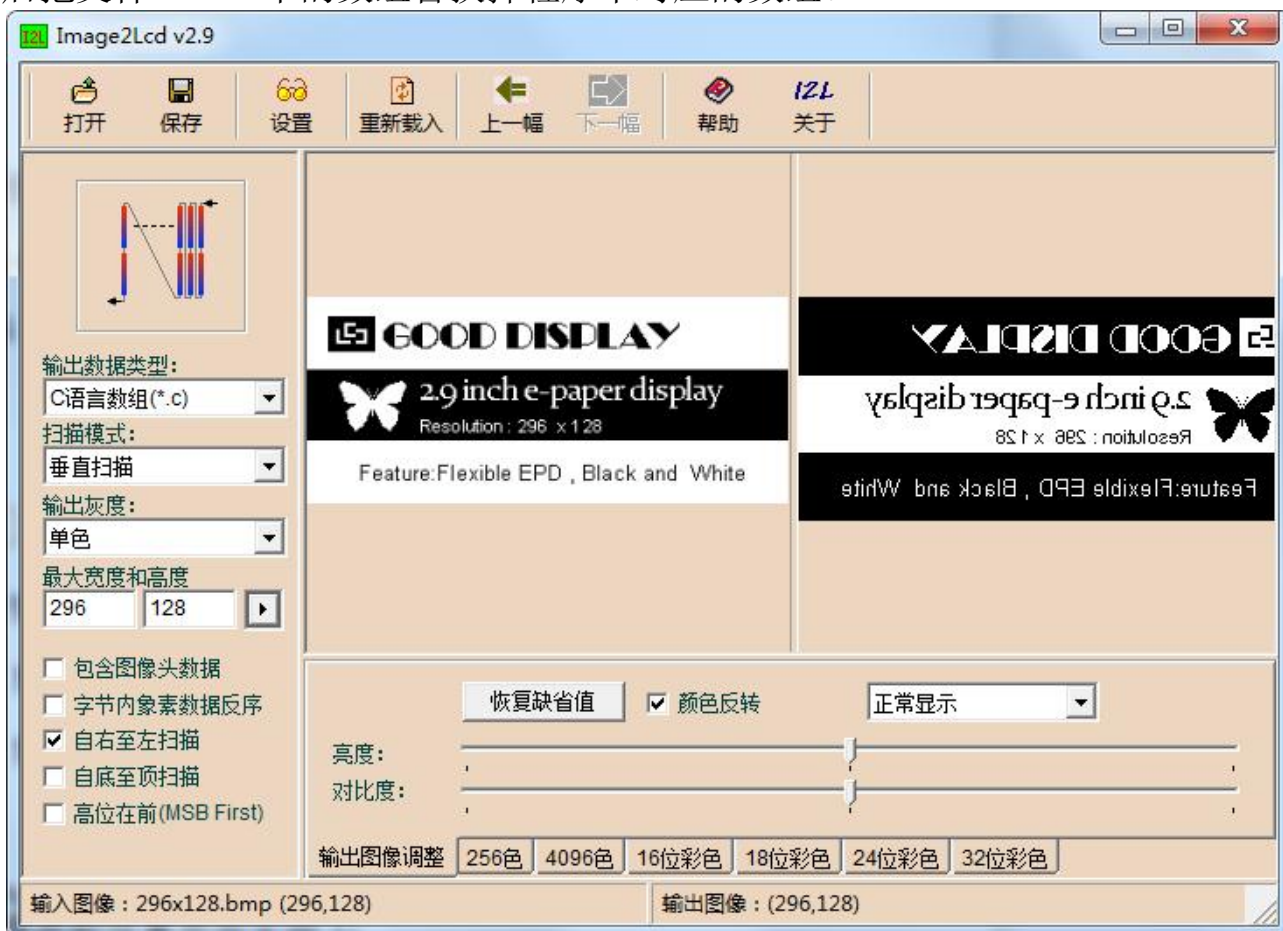 Image2Lcd v2.9
打开 保存 设置 重新载入 上一幅 下一幅 帮助 关于
I2L
输出数据类型:
C语言数组(*.c)
扫描模式:
垂直扫描
输出灰度:
单色
最大宽度和高度
296 128
包含图像头数据
字节内象素数据反序
自右至左扫描
自底至顶扫描
高位在前(MSB First)
GOOD DISPLAY
2.9 inch e-paper display
Resolution : 296 x 128
Feature:Flexible EPD , Black and White
GOOD DISPLAY
2.9 inch e-paper display
Resolution : 296 x 128
Feature:Flexible EPD , Black and White
恢复缺省值 颜色反转 正常显示
亮度:
对比度:
输出图像调整 256色 4096色 16位彩色 18位彩色 24位彩色 32位彩色
输入图像：296x128.bmp (296,128) 输出图像：(296,128)